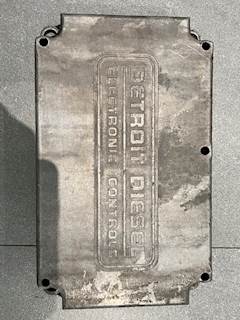 DETROIT DIESEL
ELECTRONIC CONTROLS